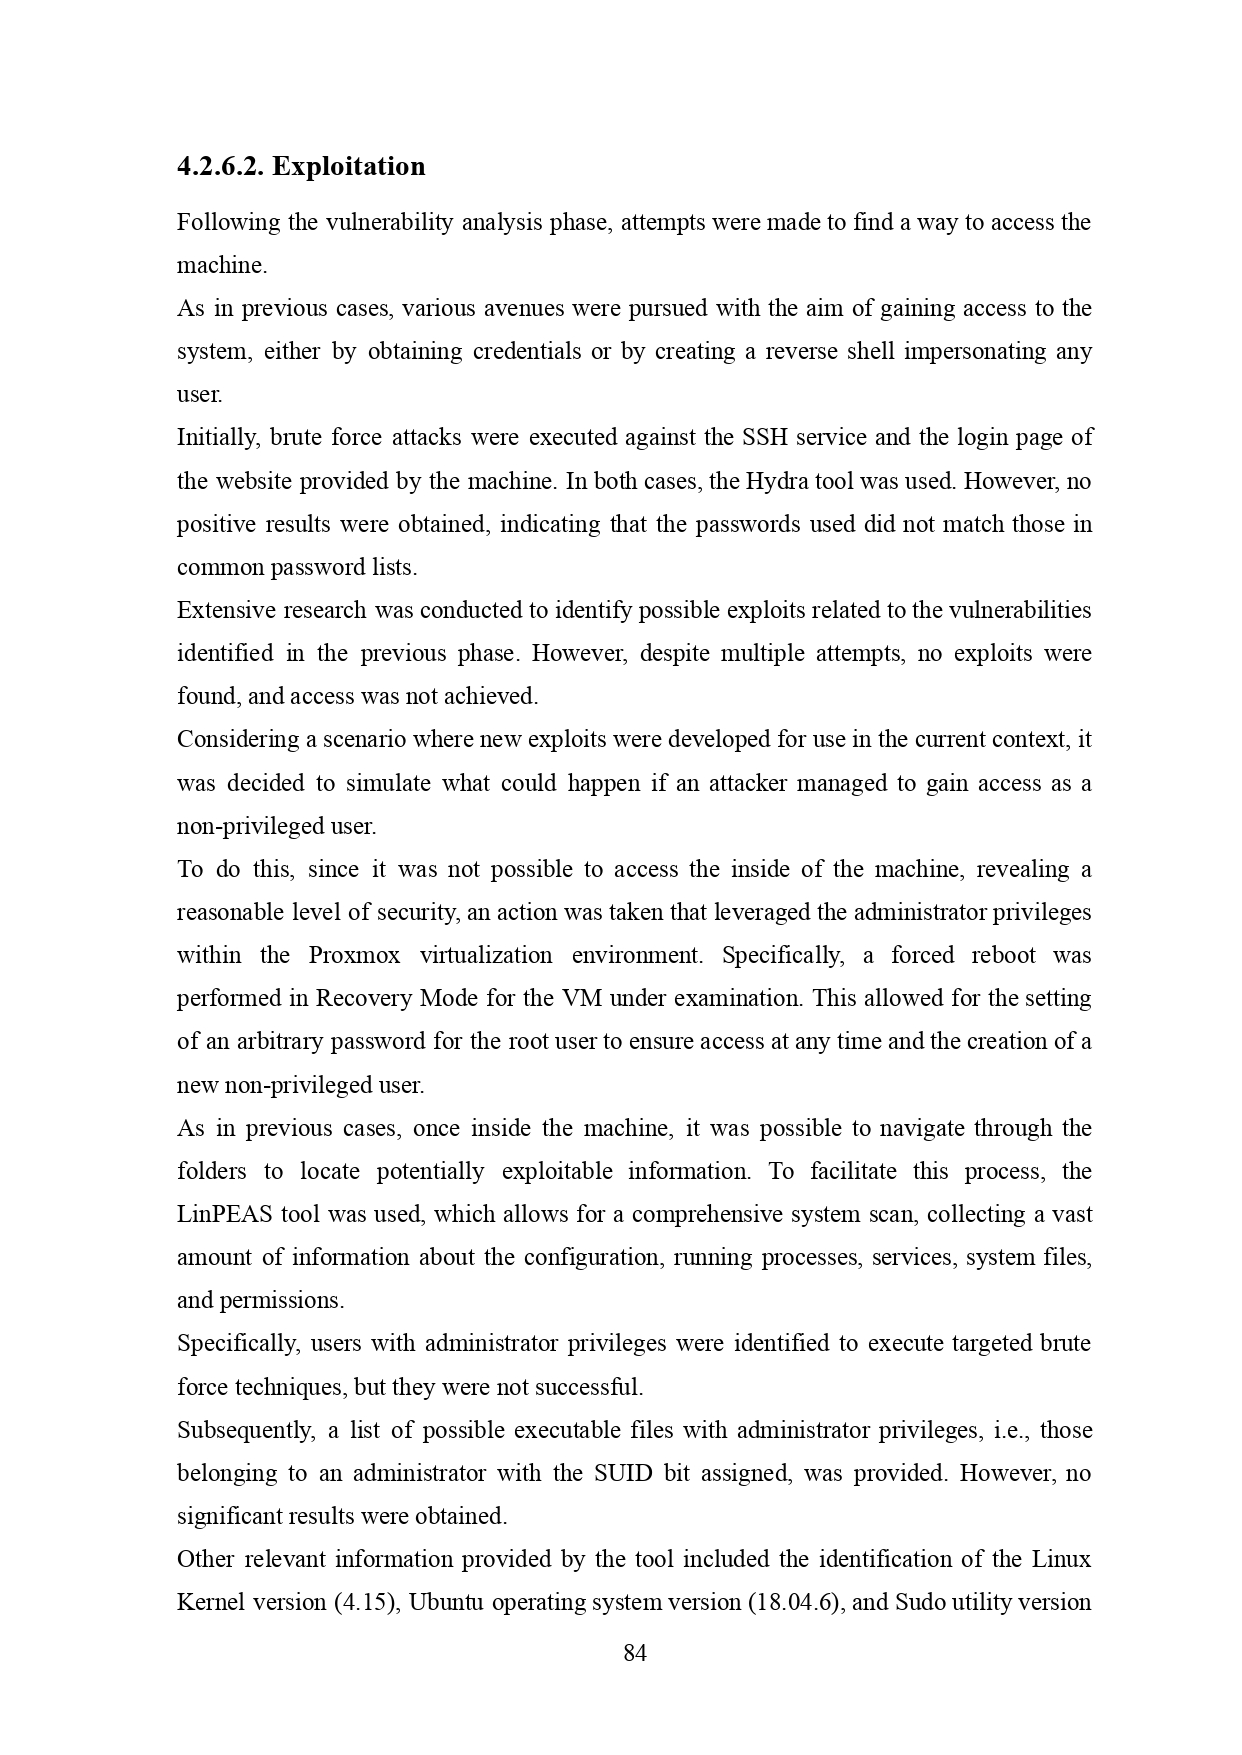 4.2.6.2. Exploitation
Following the vulnerability analysis phase, attempts were made to find a way to access the
machine.
As in previous cases, various avenues were pursued with the aim of gaining access to the
system, either by obtaining credentials or by creating a reverse shell impersonating any
user.
Initially, brute force attacks were executed against the SSH service and the login page of
the website provided by the machine. In both cases, the Hydra tool was used. However, no
positive results were obtained, indicating that the passwords used did not match those in
common password lists.
Extensive research was conducted to identify possible exploits related to the vulnerabilities
identified in the previous phase. However, despite multiple attempts, no exploits were
found, and access was not achieved.
Considering a scenario where new exploits were developed for use in the current context, it
was decided to simulate what could happen if an attacker managed to gain access as a
non-privileged user.
To do this, since it was not possible to access the inside of the machine, revealing a
reasonable level of security, an action was taken that leveraged the administrator privileges
within the Proxmox virtualization environment. Specifically, a forced reboot was
performed in Recovery Mode for the VM under examination. This allowed for the setting
of an arbitrary password for the root user to ensure access at any time and the creation of a
new non-privileged user.
As in previous cases, once inside the machine, it was possible to navigate through the
folders to locate potentially exploitable information. To facilitate this process, the
LinPEAS tool was used, which allows for a comprehensive system scan, collecting a vast
amount of information about the configuration, running processes, services, system files,
and permissions.
Specifically, users with administrator privileges were identified to execute targeted brute
force techniques, but they were not successful.
Subsequently, a list of possible executable files with administrator privileges, i.e., those
belonging to an administrator with the SUID bit assigned, was provided. However, no
significant results were obtained.
Other relevant information provided by the tool included the identification of the Linux
Kernel version (4.15), Ubuntu operating system version (18.04.6), and Sudo utility version
84